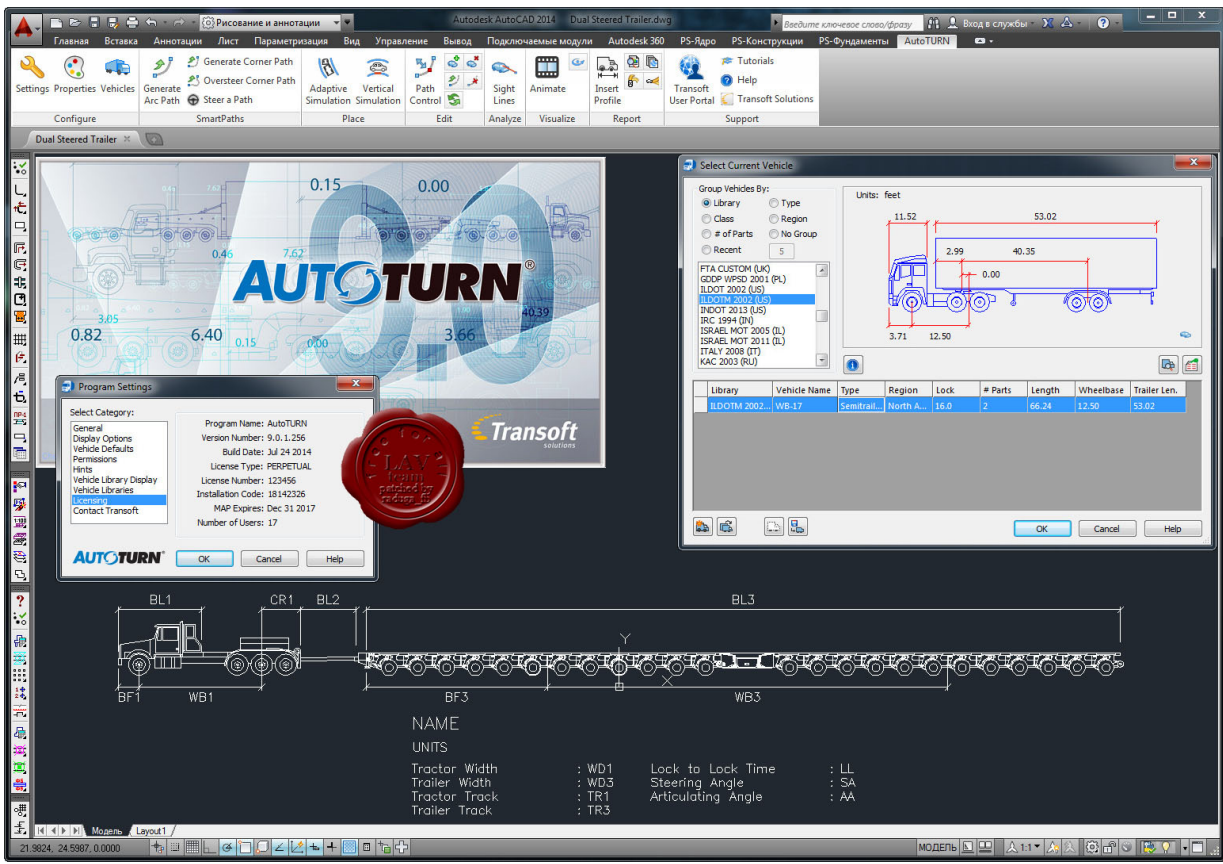 Рисование и аннотации
Autodesk AutoCAD 2014 Dual Steered Trailer.dwg
Введите ключевое слово/фразу
Вход в службы
Главная Вставка Аннотации Лист Параметризация Вид Управление Вывод Подключаемые модули Autodesk 360 PS-Ядро PS-Конструкции PS-Фундаменты AutoTURN
Settings Properties Vehicles
Configure
Generate Arc Path
Generate Corner Path
Oversteer Corner Path
Steer a Path
SmartPaths
Adaptive Simulation
Vertical Simulation
Place
Path Control
Edit
Sight Lines
Analyze
Animate
Visualize
Insert Profile
Report
Transoft User Portal
Tutorials
Help
Transoft Solutions
Support
Dual Steered Trailer
0.15 0.00
0.46 7.62
9.0
AUTOTURN®
40.39
3.05
0.82 6.40 0.15 0.00 3.66
Transoft
solutions
Program Settings
Select Category:
General
Display Options
Vehicle Defaults
Permissions
Hints
Vehicle Library Display
Vehicle Libraries
Licensing
Contact Transoft
Program Name: AutoTURN
Version Number: 9.0.1.256
Build Date: Jul 24 2014
License Type: PERPETUAL
License Number: 123456
Installation Code: 18142326
MAP Expires: Dec 31 2017
Number of Users: 17
AUTOTURN®
OK Cancel Help
LAV
team
patched by
Select Current Vehicle
Group Vehicles By:
Library Type
Class Region
# of Parts No Group
Recent 5
FTA CUSTOM (UK)
GDDP WPSD 2001 (PL)
ILDOT 2002 (US)
ILDOTM 2002 (US)
INDOT 2013 (US)
IRC 1994 (IN)
ISRAEL MOT 2005 (IL)
ISRAEL MOT 2011 (IL)
ITALY 2008 (IT)
KAC 2003 (RU)
Units: feet
11.52 53.02
2.99 40.35
0.00
3.71 12.50
Library Vehicle Name Type Region Lock # Parts Length Wheelbase Trailer Len.
ILDOTM 2002... WB-17 Semitrail... North A... 16.0 2 66.24 12.50 53.02
OK Cancel Help
BL1 CR1 BL2 BL3
Y
X
BF1 WB1 BF3 WB3
NAME
UNITS
Tractor Width : WD1 Lock to Lock Time : LL
Trailer Width : WD3 Steering Angle : SA
Tractor Track : TR1 Articulating Angle : AA
Trailer Track : TR3
Модель Layout1
21.9824, 24.5987, 0.0000
МОДЕЛЬ
1:1